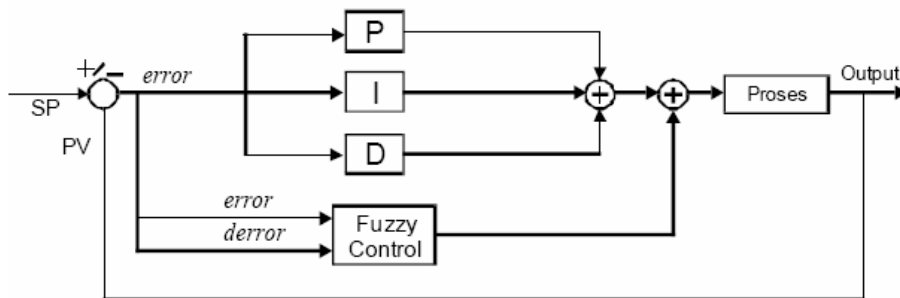 +/-
error
SP
PV
P
I
D
+
+
Proses
Output
error
derror
Fuzzy
Control